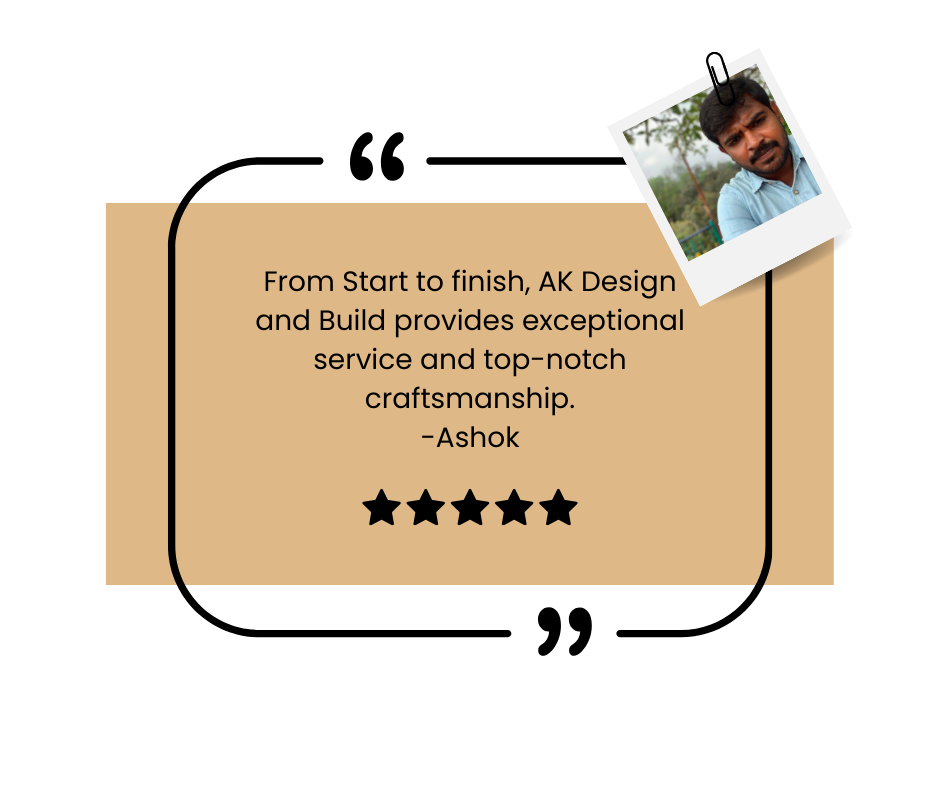 From Start to finish, AK Design
and Build provides exceptional
service and top-notch
craftsmanship.
-Ashok